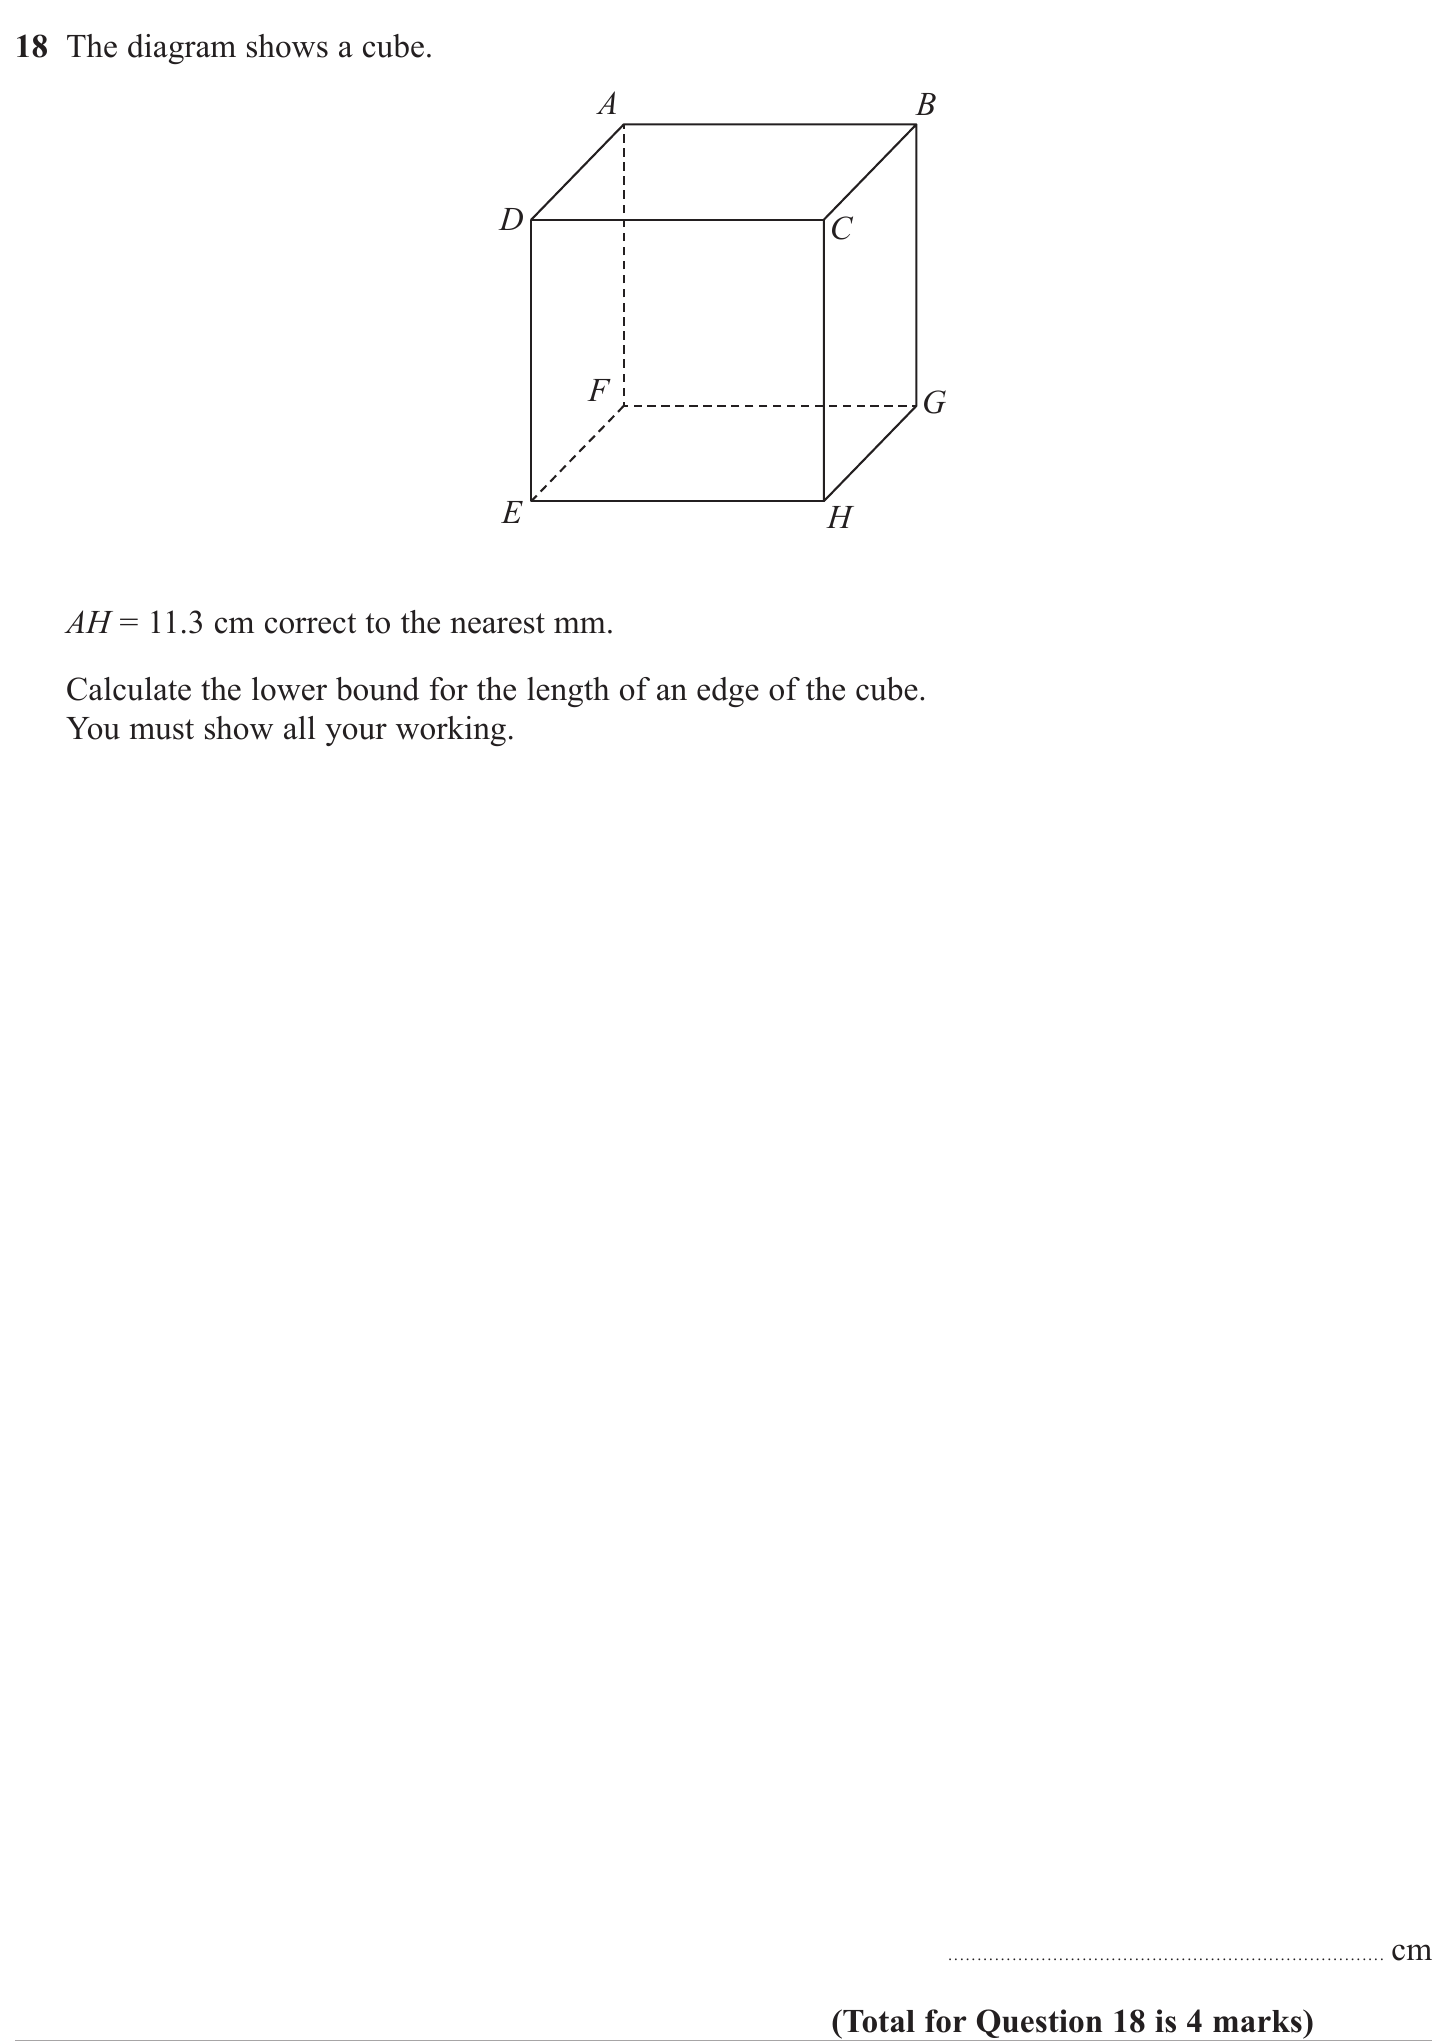 18 The diagram shows a cube.
A
B
D
C
F
G
E
H
AH = 11.3 cm correct to the nearest mm.
Calculate the lower bound for the length of an edge of the cube.
You must show all your working.
........................................................................... cm
(Total for Question 18 is 4 marks)